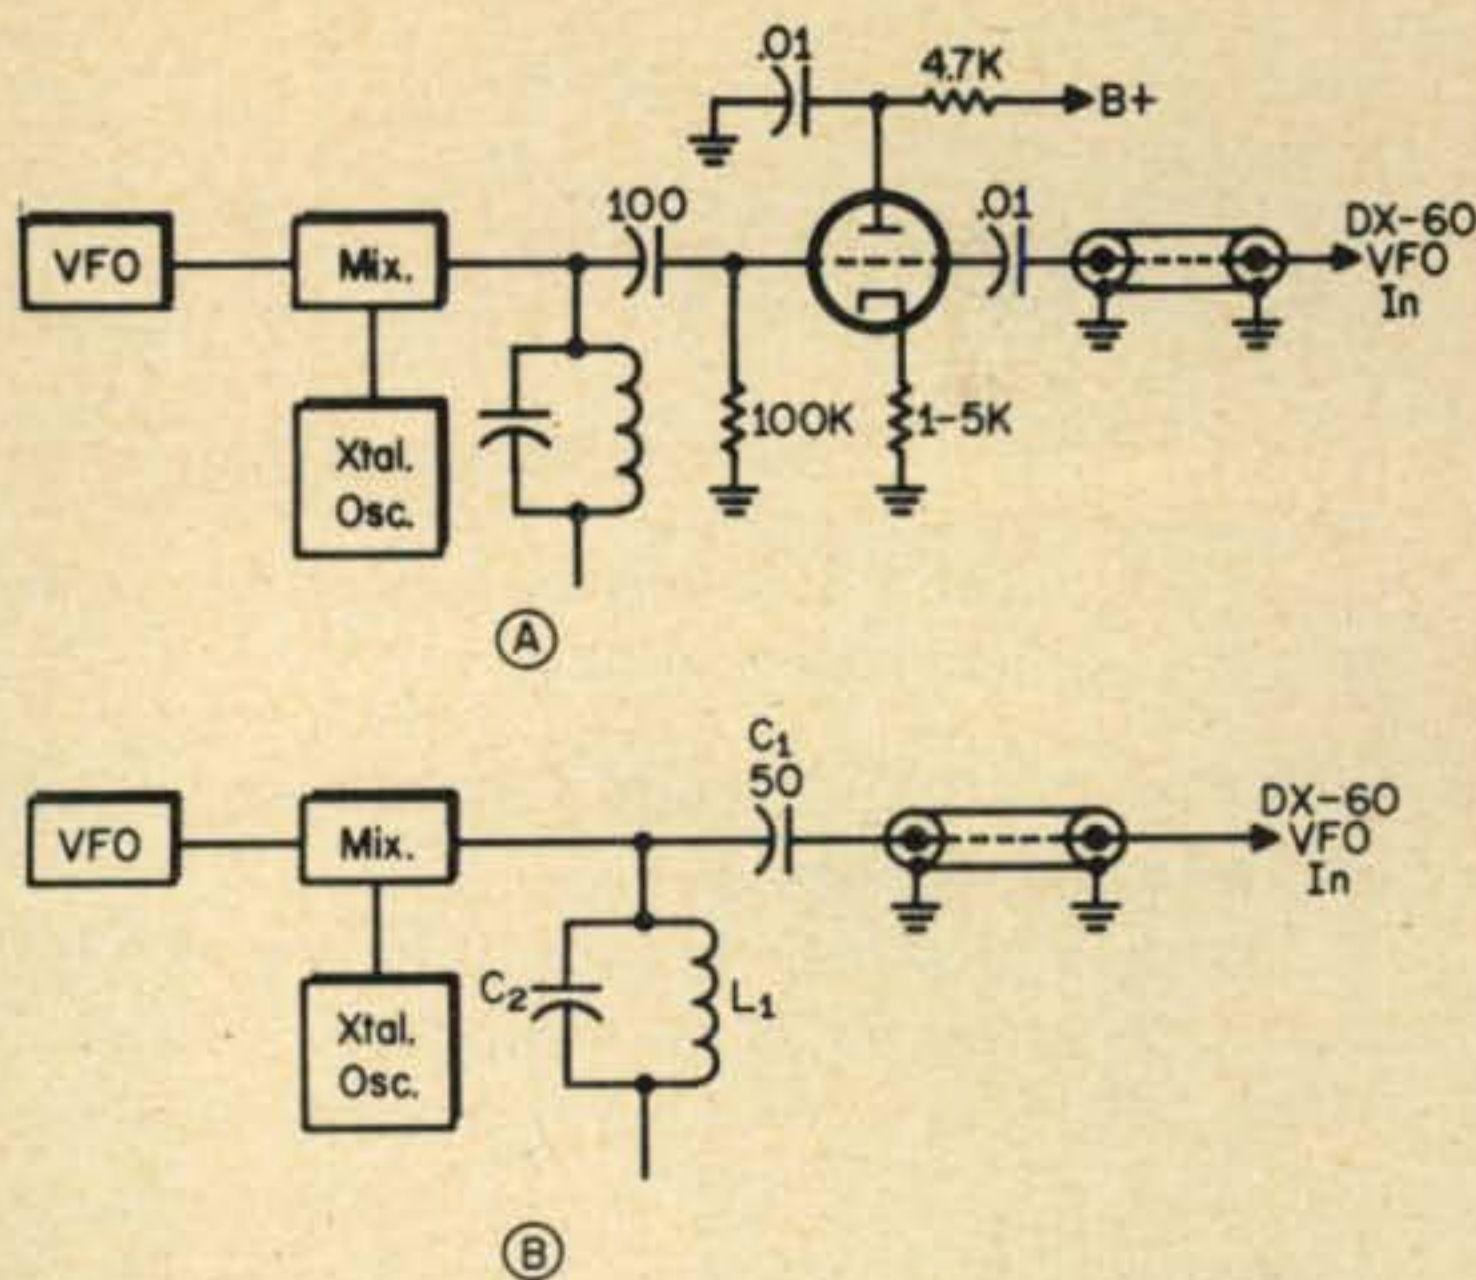 .01
4.7K
B+
100
.01
DX-60
VFO
In
VFO
Mix.
100K
1-5K
Xtal.
Osc.
A
C1
50
DX-60
VFO
In
VFO
Mix.
C2
L1
Xtal.
Osc.
B